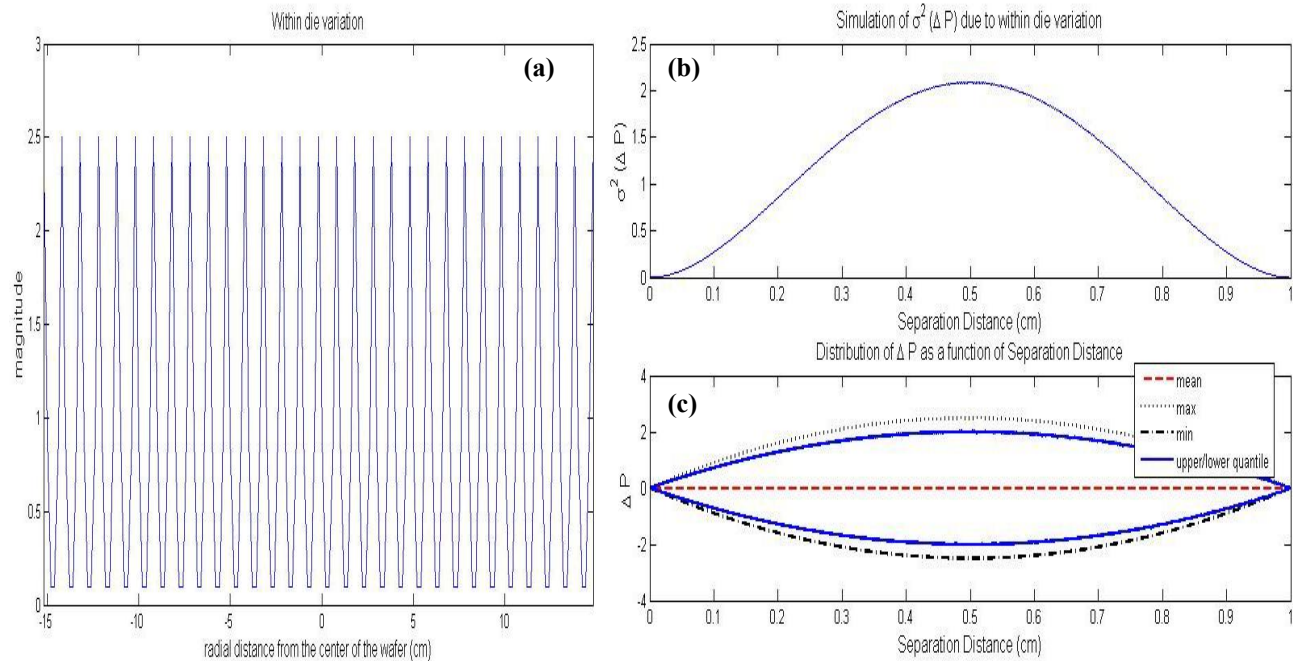 Within die variation
(a)
magnitude
3
2.5
2
1.5
1
0.5
0
-15
-10
-5
0
5
10
radial distance from the center of the wafer (cm)
Simulation of σ² (Δ P) due to within die variation
(b)
σ² (Δ P)
2.5
2
1.5
1
0.5
0
0 0.1 0.2 0.3 0.4 0.5 0.6 0.7 0.8 0.9 1
Separation Distance (cm)
Distribution of Δ P as a function of Separation Distance
(c)
Δ P
4
2
0
-2
-4
mean
max
min
upper/lower quantile
0 0.1 0.2 0.3 0.4 0.5 0.6 0.7 0.8 0.9 1
Separation Distance (cm)